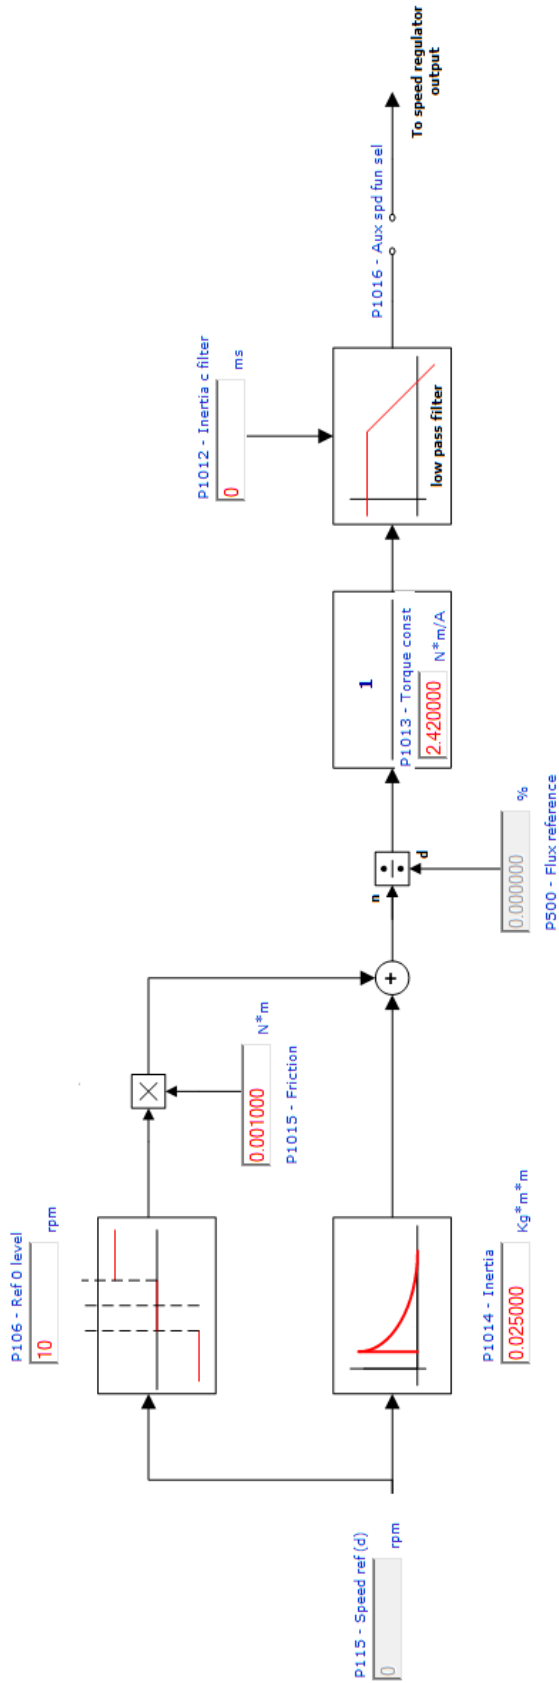 P115 - Speed ref (d)
0
rpm
P106 - Ref 0 level
10
rpm
P1014 - Inertia
0.025000
Kg*m*m
0.001000
N*m
P1015 - Friction
+
n
d
0.000000
%
P500 - Flux reference
1
P1013 - Torque const
2.420000
N*m/A
P1012 - Inertia c filter
0
ms
low pass filter
P1016 - Aux spd fun sel
To speed regulator
output